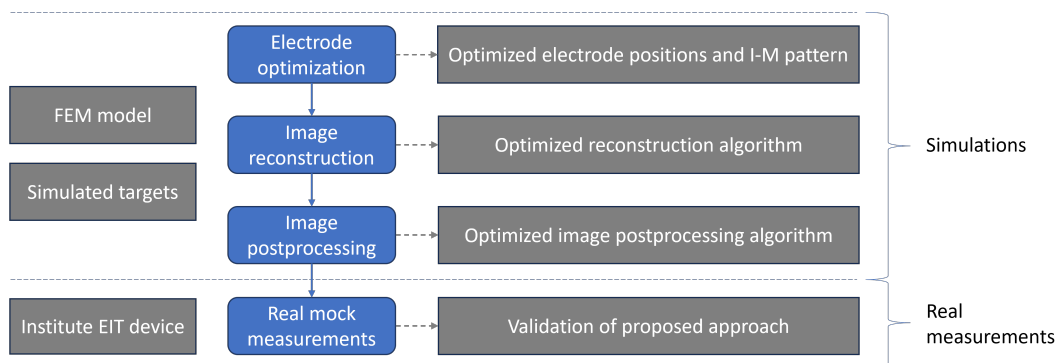 Electrode
optimization
Optimized electrode positions and I-M pattern
FEM model
Image
reconstruction
Optimized reconstruction algorithm
Simulations
Simulated targets
Image
postprocessing
Optimized image postprocessing algorithm
Institute EIT device
Real mock
measurements
Validation of proposed approach
Real
measurements